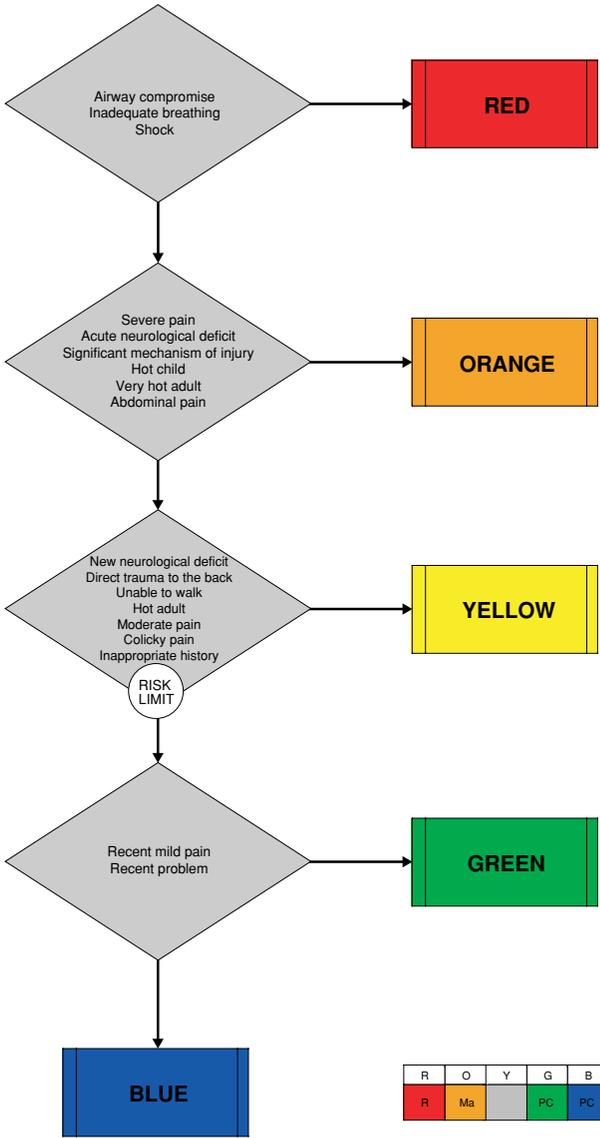 Airway compromise
Inadequate breathing
Shock
RED
Severe pain
Acute neurological deficit
Significant mechanism of injury
Hot child
Very hot adult
Abdominal pain
ORANGE
New neurological deficit
Direct trauma to the back
Unable to walk
Hot adult
Moderate pain
Colicky pain
Inappropriate history
YELLOW
RISK
LIMIT
Recent mild pain
Recent problem
GREEN
BLUE
R O Y G B
R Ma PC PC